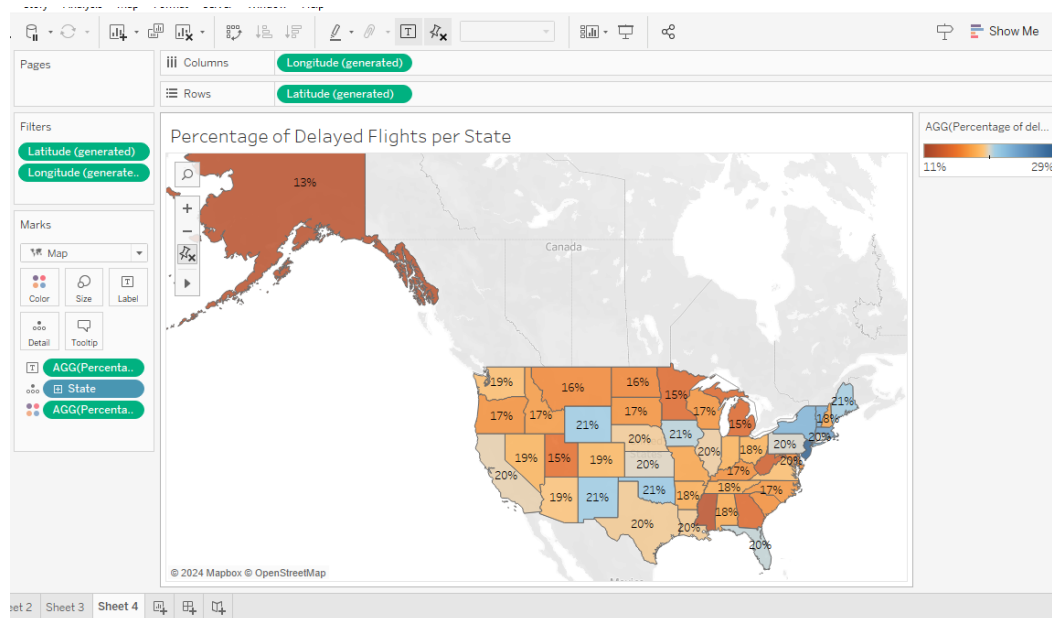 Pages
Columns
Longitude (generated)
Rows
Latitude (generated)
Show Me
Filters
Latitude (generated)
Longitude (generate..
Marks
Map
Color
Size
Label
Detail
Tooltip
AGG(Percenta..
State
AGG(Percenta..
Percentage of Delayed Flights per State
AGG(Percentage of del...
11%
29%
13%
Canada
19%
16%
16%
15%
17%
17%
17%
17%
15%
21%
18%
21%
20%
21%
20%
18%
20%
20%
19%
15%
19%
20%
20%
20%
17%
19%
21%
21%
18%
18%
17%
18%
20%
20%
20%
© 2024 Mapbox © OpenStreetMap
Sheet 3
Sheet 4